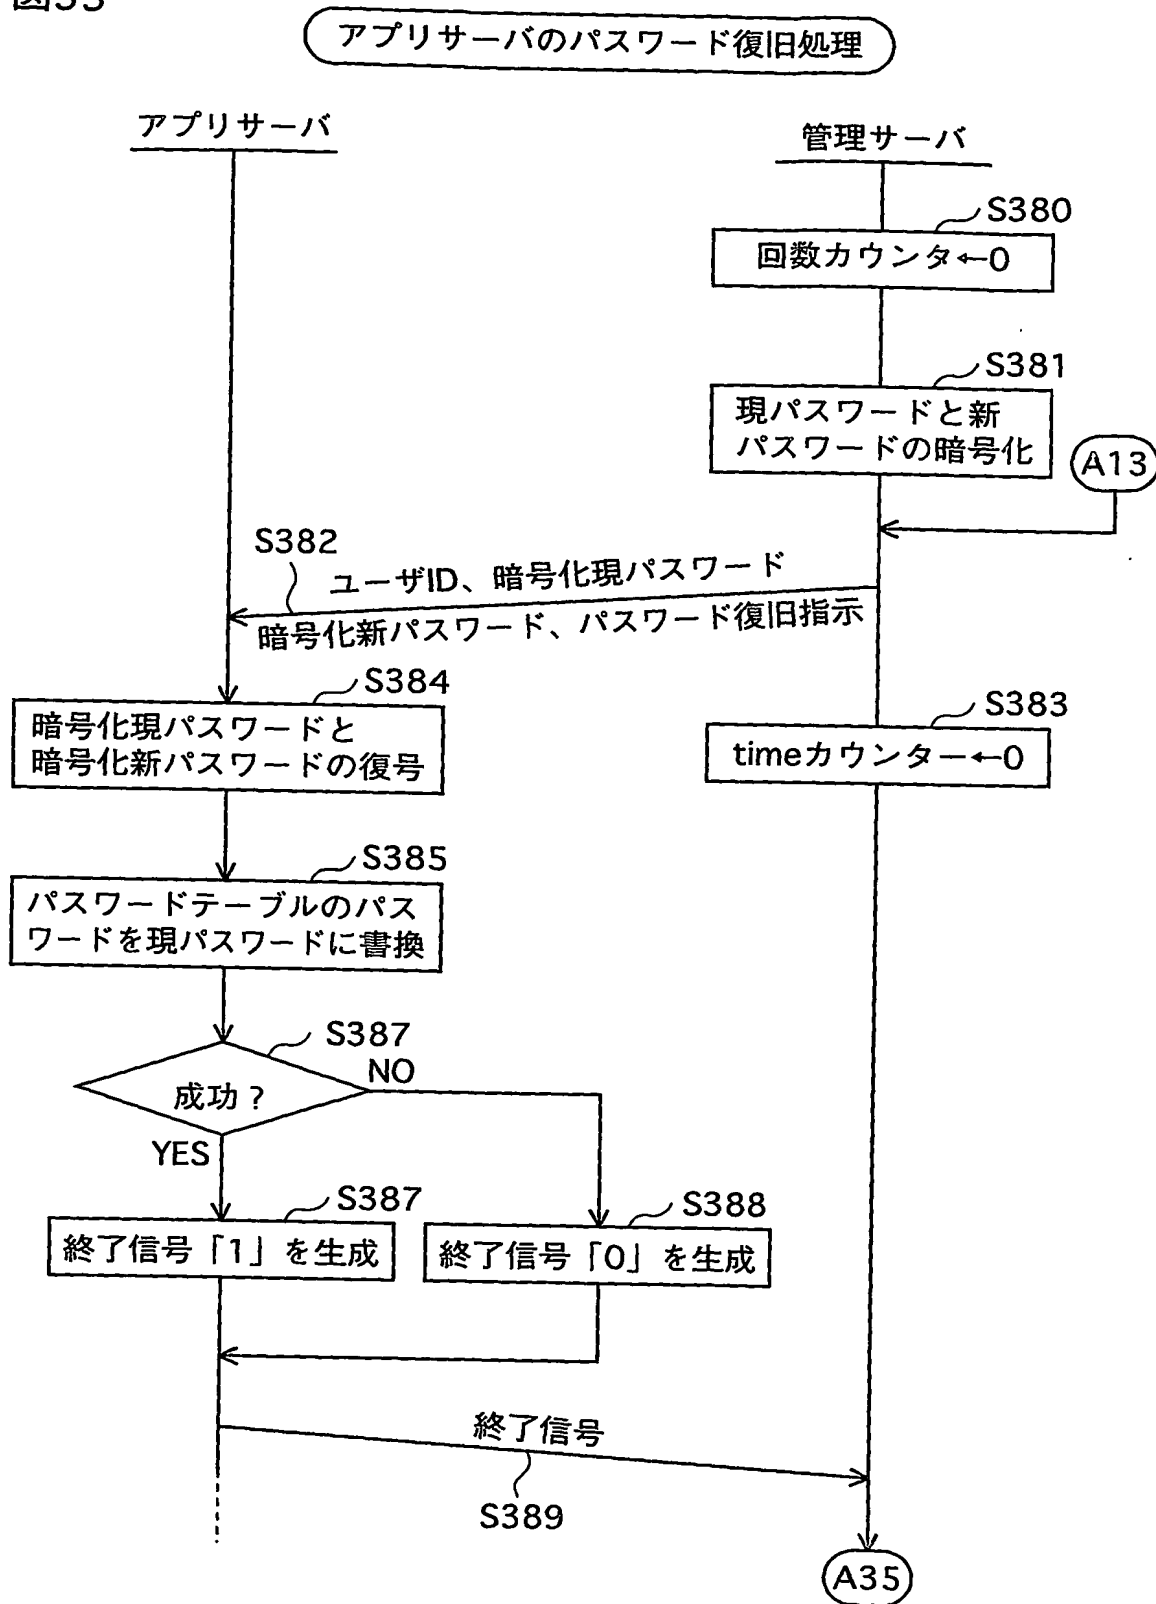 図33
アプリサーバのパスワード復旧処理
アプリサーバ
管理サーバ
S380
回数カウンタ←0
S381
現パスワードと新
パスワードの暗号化
A13
S382
ユーザID、暗号化現パスワード
暗号化新パスワード、パスワード復旧指示
S384
暗号化現パスワードと
暗号化新パスワードの復号
S383
timeカウンター←0
S385
パスワードテーブルのパス
ワードを現パスワードに書換
S387
成功?
NO
YES
S387
終了信号「1」を生成
S388
終了信号「0」を生成
終了信号
S389
A35